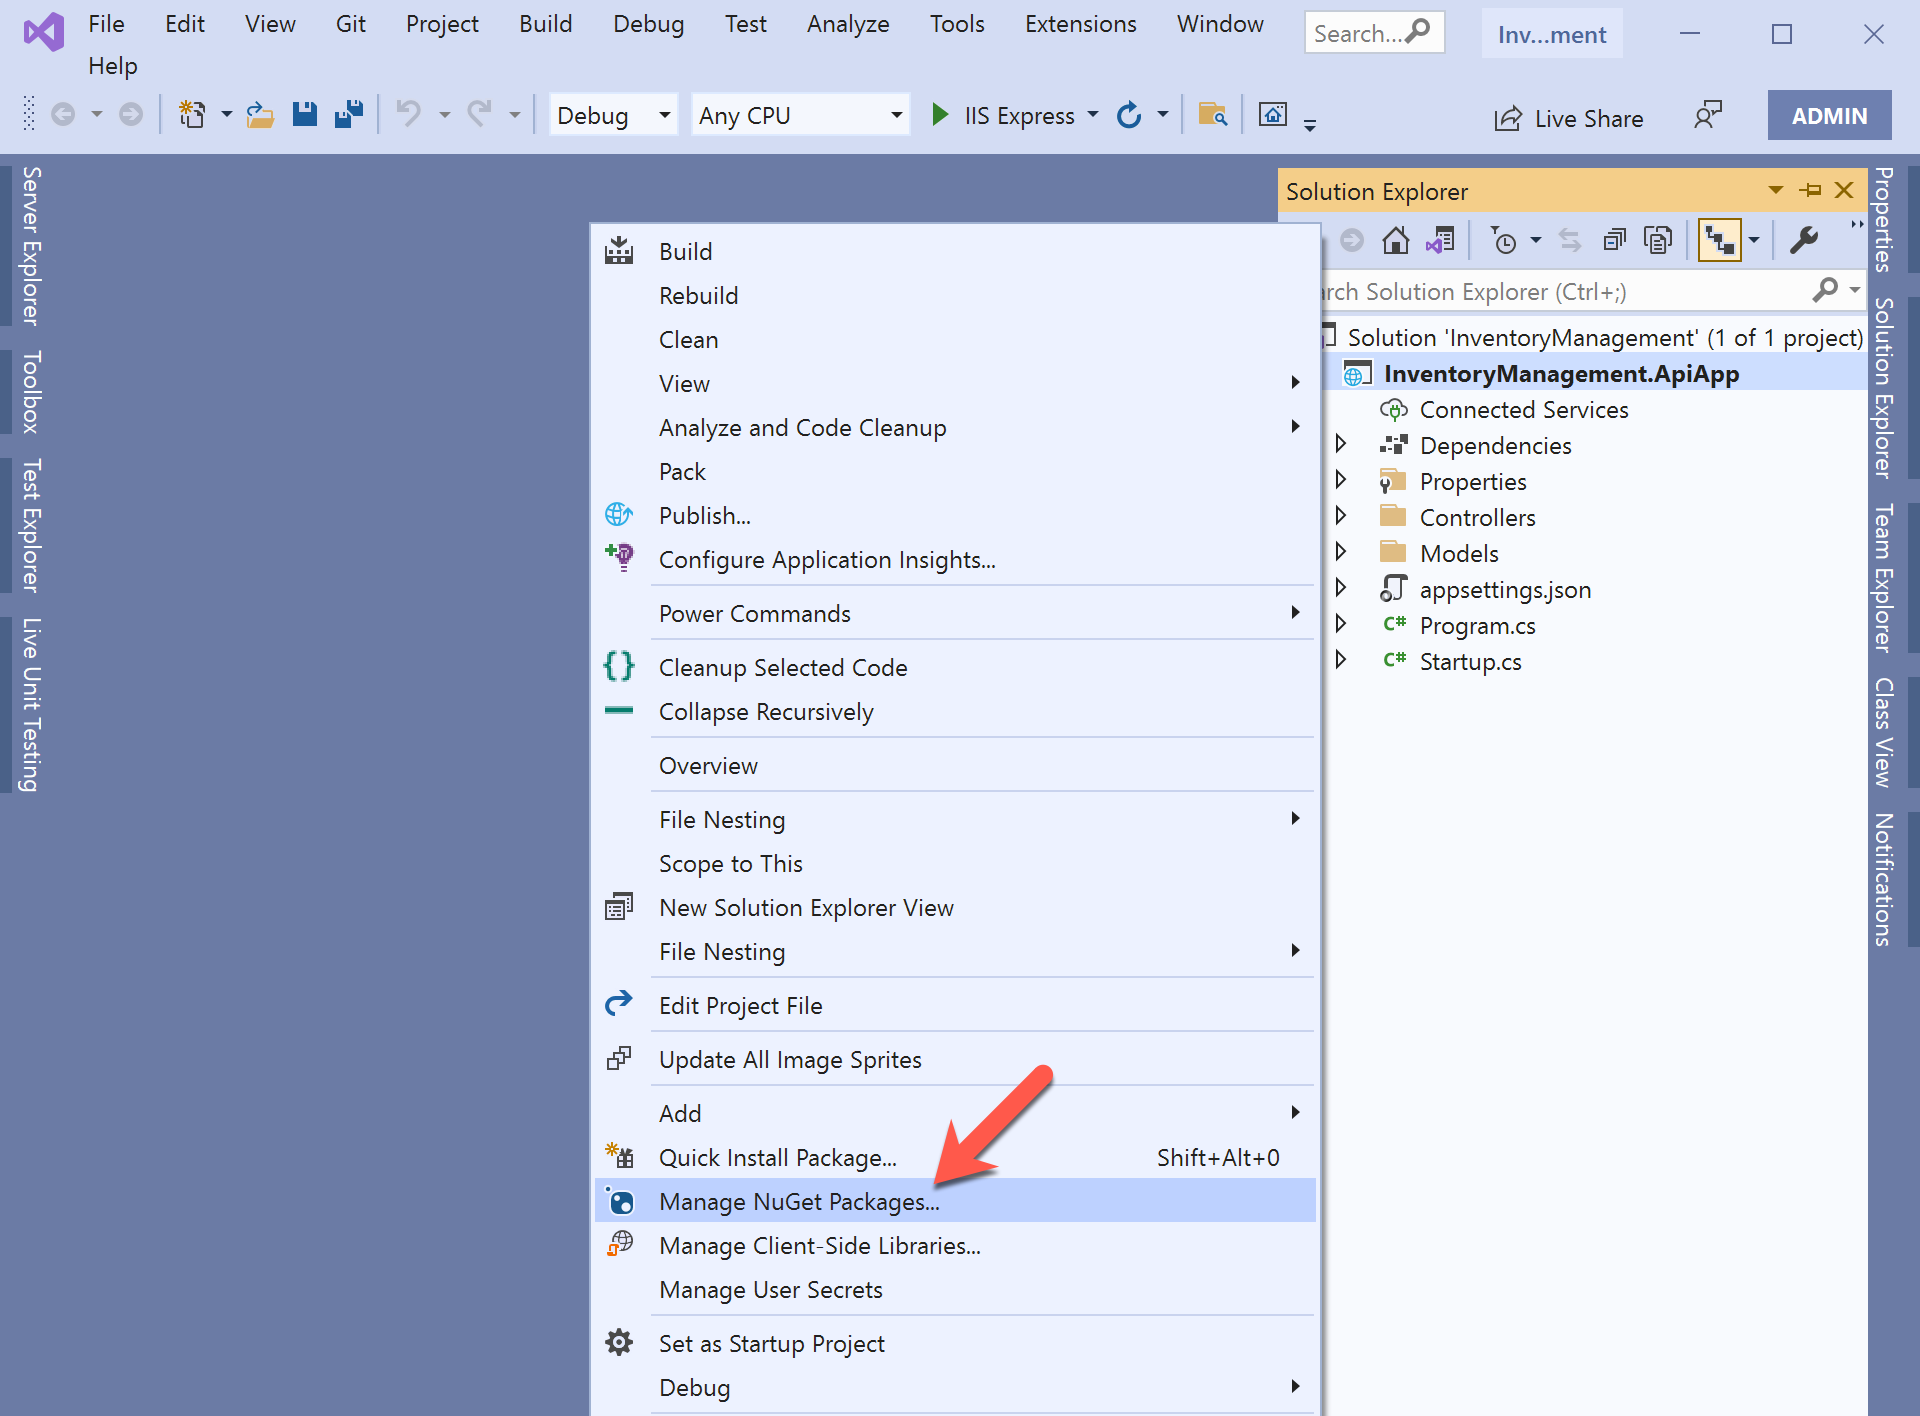 File Edit View Git Project Build Debug Test Analyze Tools Extensions Window Search... Inv...ment
Help
Debug Any CPU IIS Express Live Share ADMIN
Server Explorer
Toolbox
Test Explorer
Live Unit Testing
Build
Rebuild
Clean
View
Analyze and Code Cleanup
Pack
Publish...
Configure Application Insights...
Power Commands
Cleanup Selected Code
Collapse Recursively
Overview
File Nesting
Scope to This
New Solution Explorer View
File Nesting
Edit Project File
Update All Image Sprites
Add
Quick Install Package... Shift+Alt+0
Manage NuGet Packages...
Manage Client-Side Libraries...
Manage User Secrets
Set as Startup Project
Debug
Solution Explorer
rch Solution Explorer (Ctrl+;)
Solution 'InventoryManagement' (1 of 1 project)
InventoryManagement.ApiApp
Connected Services
Dependencies
Properties
Controllers
Models
appsettings.json
C# Program.cs
C# Startup.cs
Properties
Solution Explorer
Team Explorer
Class View
Notifications